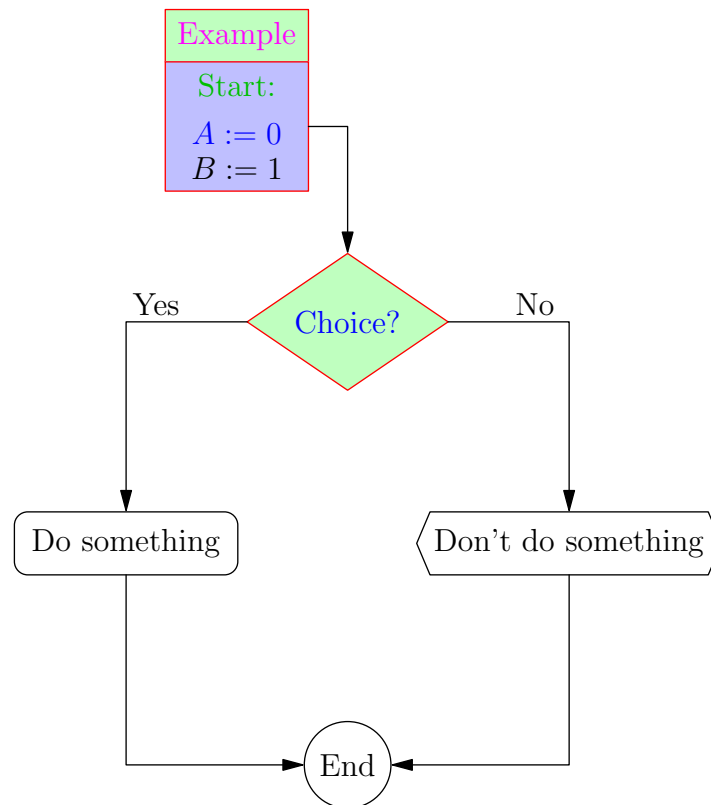 Example
Start:
A := 0
B := 1
Choice?
Yes
No
Do something
Don't do something
End